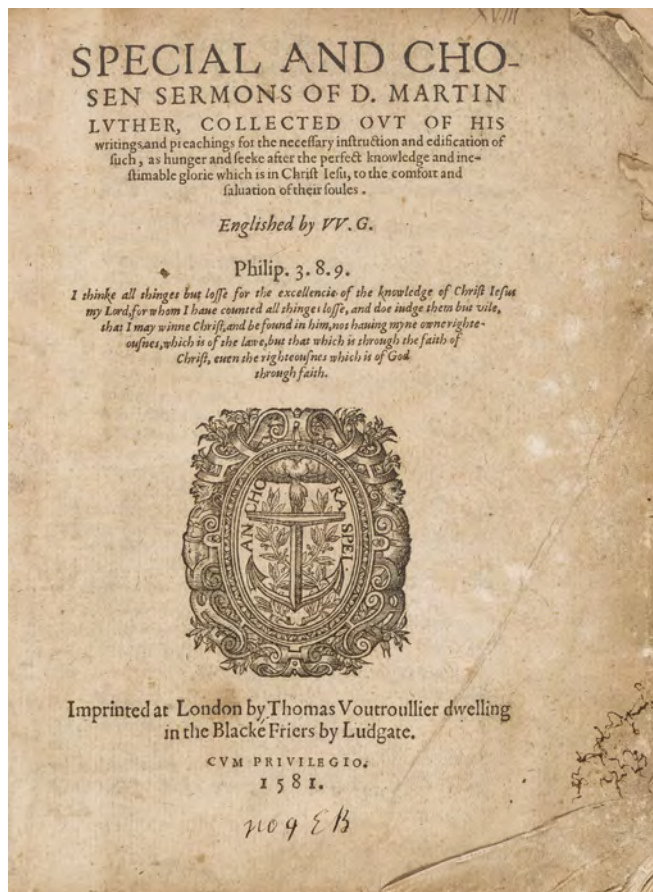 XVIII
SPECIAL AND CHO-
SEN SERMONS OF D. MARTIN
LVTHER, COLLECTED OVT OF HIS
writings,and preachings for the neceſſary inſtruction and edification of
ſuch, as hunger and ſeeke after the perfect knowledge and ine-
ſtimable glorie which is in Chriſt Ieſu, to the comfort and
ſaluation of their ſoules.
Engliſhed by VV. G.
Philip. 3. 8. 9.
I thinke all thinges but loſſe for the excellencie of the knowledge of Chriſt Ieſus
my Lord,for whom I haue counted all thinges loſſe, and doe iudge them but vile,
that I may winne Chriſt,and be found in him,not hauing myne owne righte-
ouſnes,which is of the lawe,but that which is through the faith of
Chriſt, euen the righteouſnes which is of God
through faith.
ANCHORA SPEI.
Imprinted at London by Thomas Voutroullier dwelling
in the Blacke Friers by Ludgate.
CVM PRIVILEGIO.
1581.